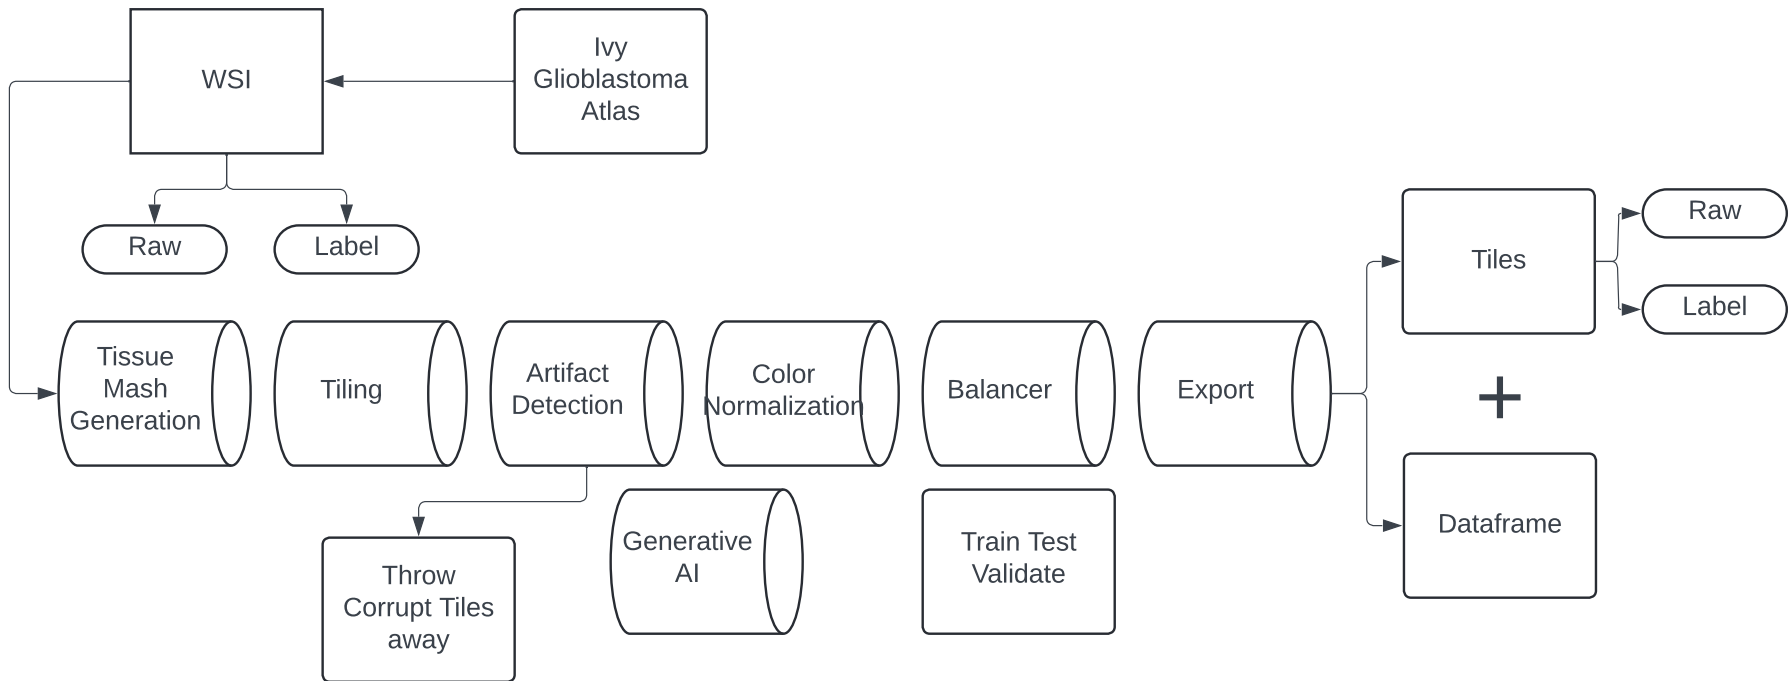 WSI
Ivy
Glioblastoma
Atlas
Raw
Label
Tissue
Mash
Generation
Tiling
Artifact
Detection
Color
Normalization
Balancer
Export
Tiles
Raw
Label
+
Dataframe
Throw
Corrupt Tiles
away
Generative
AI
Train Test
Validate